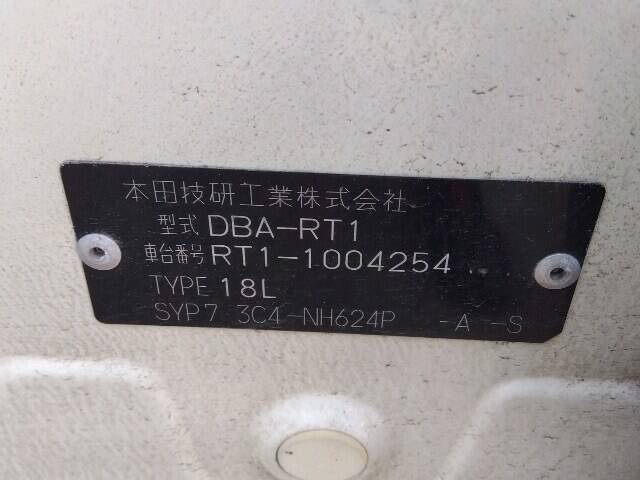 本田技研工業株式会社
型式 DBA-RT1
車台番号 RT1-1004254
TYPE 18L
SYP7 3C4-NH624P -A -S